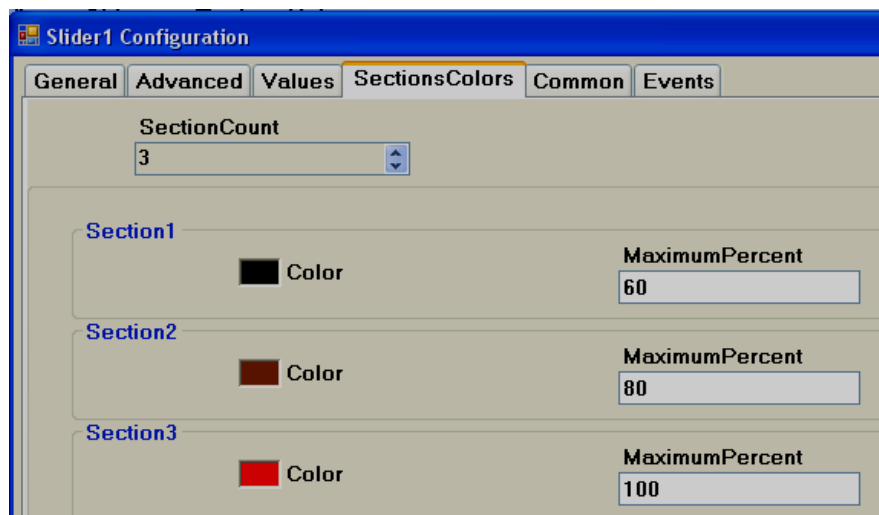 Slider1 Configuration
General Advanced Values SectionsColors Common Events
SectionCount
3
Section1
Color
MaximumPercent
60
Section2
Color
MaximumPercent
80
Section3
Color
MaximumPercent
100